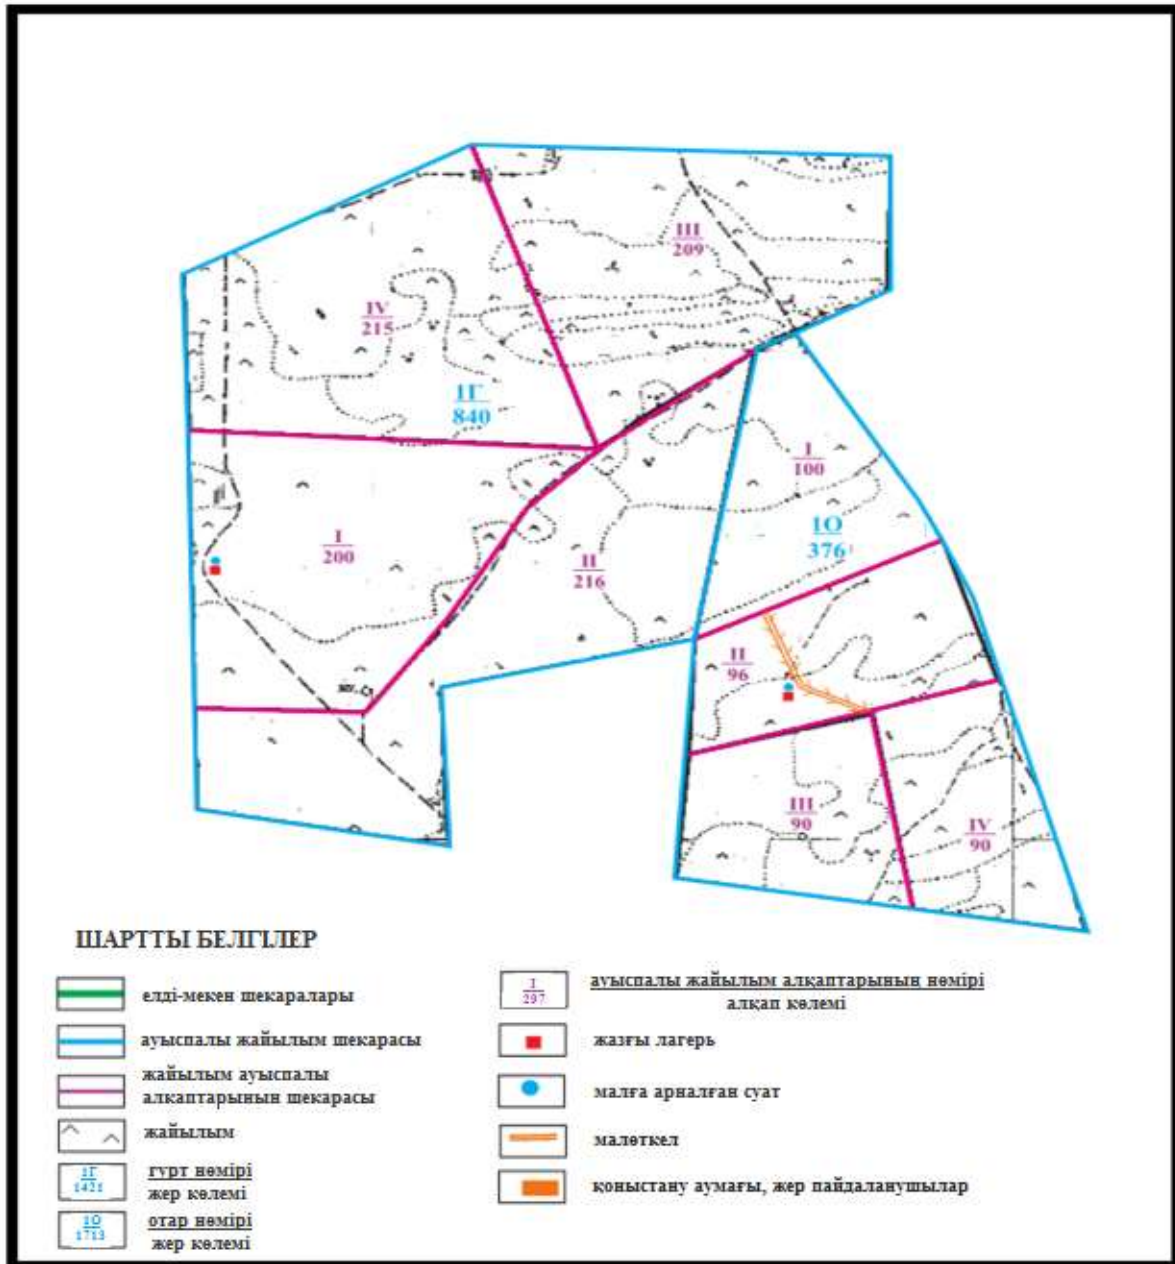 III
209
IV
215
1Г
840
I
100
1О
376
I
200
II
216
II
96
III
90
IV
90
ШАРТТЫ БЕЛГІЛЕР
елді-мекен шекаралары
ауыспалы жайылым шекарасы
жайылым ауыспалы
алқаптарынын шекарасы
жайылым
1Г
1421
гурт нөмірі
жер көлемі
1О
1713
отар нөмірі
жер көлемі
I
297
ауыспалы жайылым алқаптарының нөмірі
алқап көлемі
жазғы лагерь
малға арналған суат
малөткел
қоныстану аумағы, жер пайдаланушылар